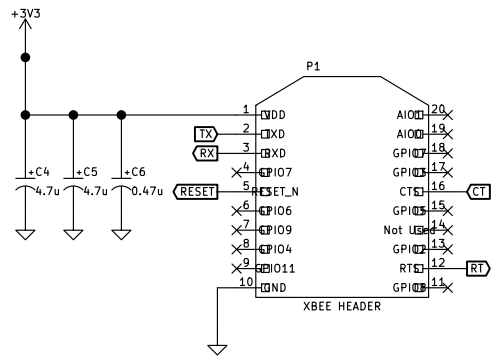 +3V3
P1
1 VDD AIO1 20
TX 2 TXD AIO0 19
RX 3 RXD GPIO7 18
4 GPIO7 GPIO3 17
RESET 5 RESET_N CTS 16 CT
6 GPIO6 GPIO5 15
7 GPIO9 Not Used 14
8 GPIO4 GPIO2 13
9 GPIO11 RTS 12 RT
10 GND GPIO8 11
+C4 +C5 +C6
4.7u 4.7u 0.47u
XBEE HEADER